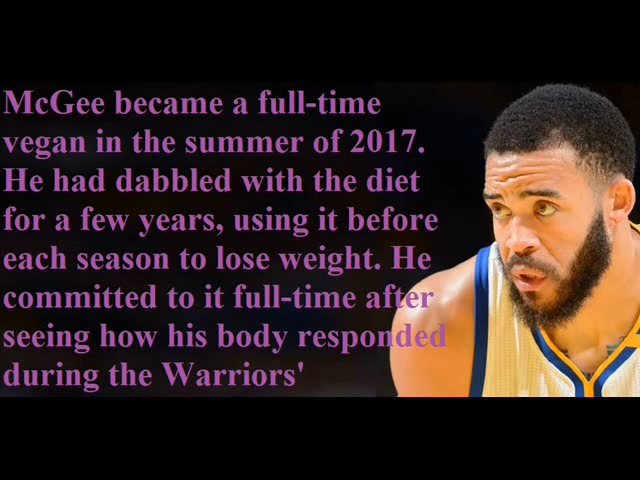 McGee became a full-time
vegan in the summer of 2017.
He had dabbled with the diet
for a few years, using it before
each season to lose weight. He
committed to it full-time after
seeing how his body responded
during the Warriors'